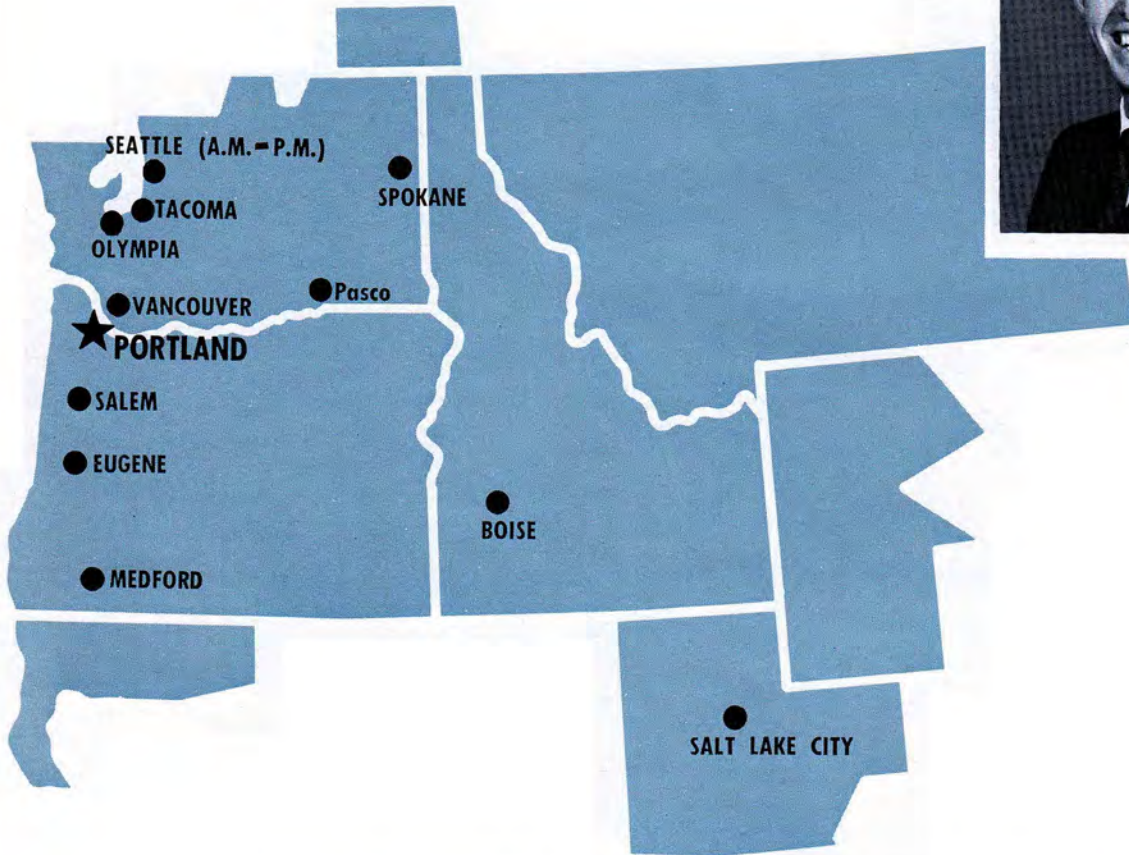 SEATTLE (A.M.-P.M.)
SPOKANE
TACOMA
OLYMPIA
Pasco
VANCOUVER
PORTLAND
SALEM
EUGENE
BOISE
MEDFORD
SALT LAKE CITY